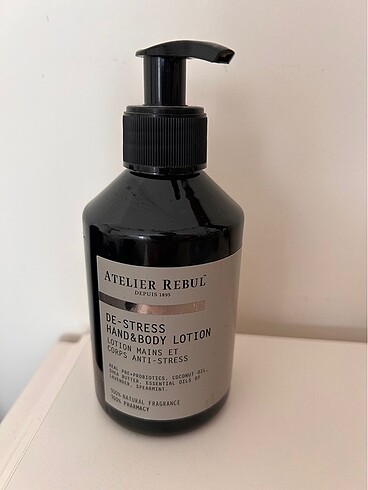 ATELIER REBUL
DEPUIS 1895
DE-STRESS
HAND&BODY LOTION
LOTION MAINS ET
CORPS ANTI-STRESS
REAL PRE+PROBIOTICS, COCONUT OIL,
SHEA BUTTER, ESSENTIAL OILS OF
LAVENDER, SPEARMINT.
100% NATURAL FRAGRANCE
100% PHARMACY